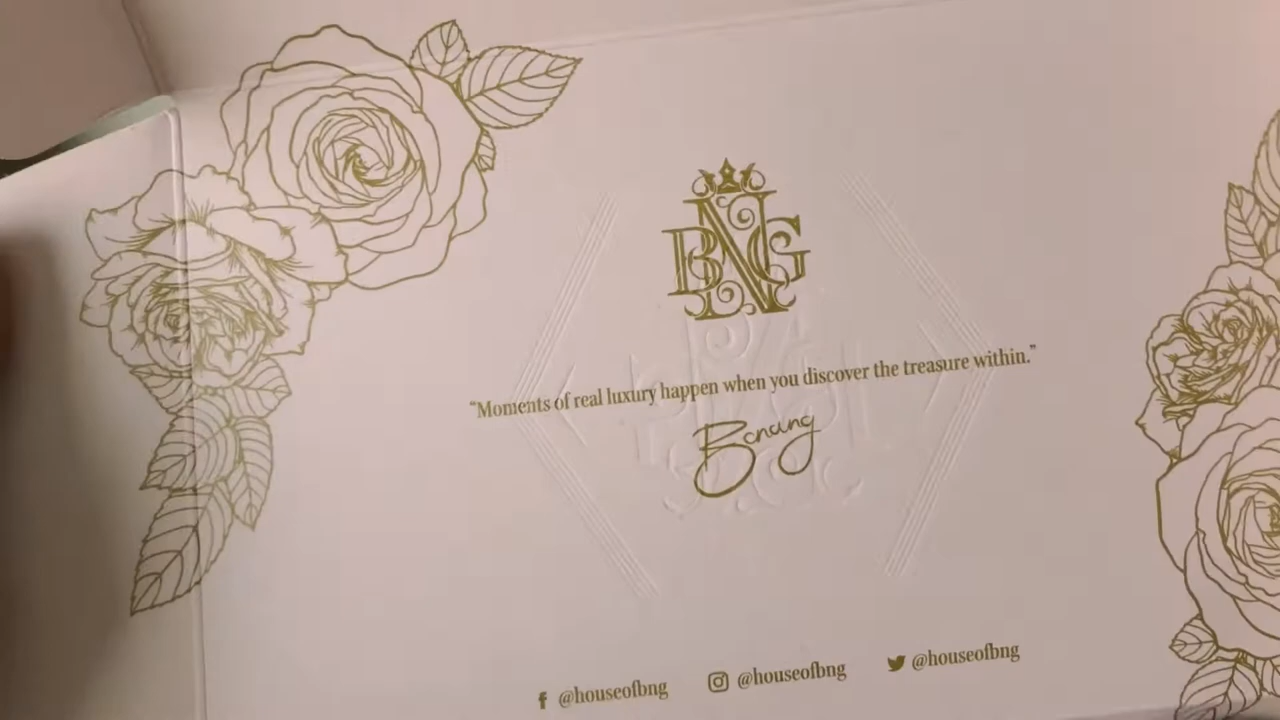 BNG
“Moments of real luxury happen when you discover the treasure within.”
Bonang
@houseofbng @houseofbng @houseofbng